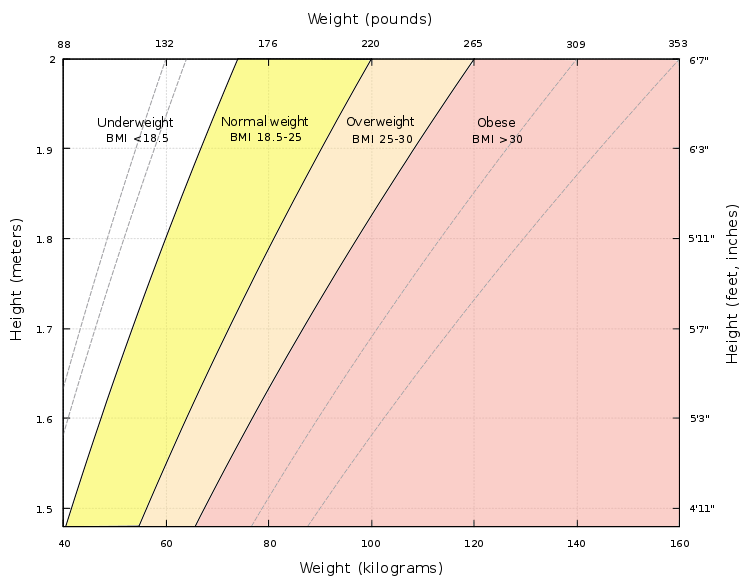 Weight (pounds)
88 132 176 220 265 309 353
2 6'7"
Underweight Normal weight Overweight Obese
BMI <18.5 BMI 18.5-25 BMI 25-30 BMI >30
1.9 6'3"
1.8 5'11"
Height (meters)
Height (feet, inches)
1.7 5'7"
1.6 5'3"
1.5 4'11"
40 60 80 100 120 140 160
Weight (kilograms)